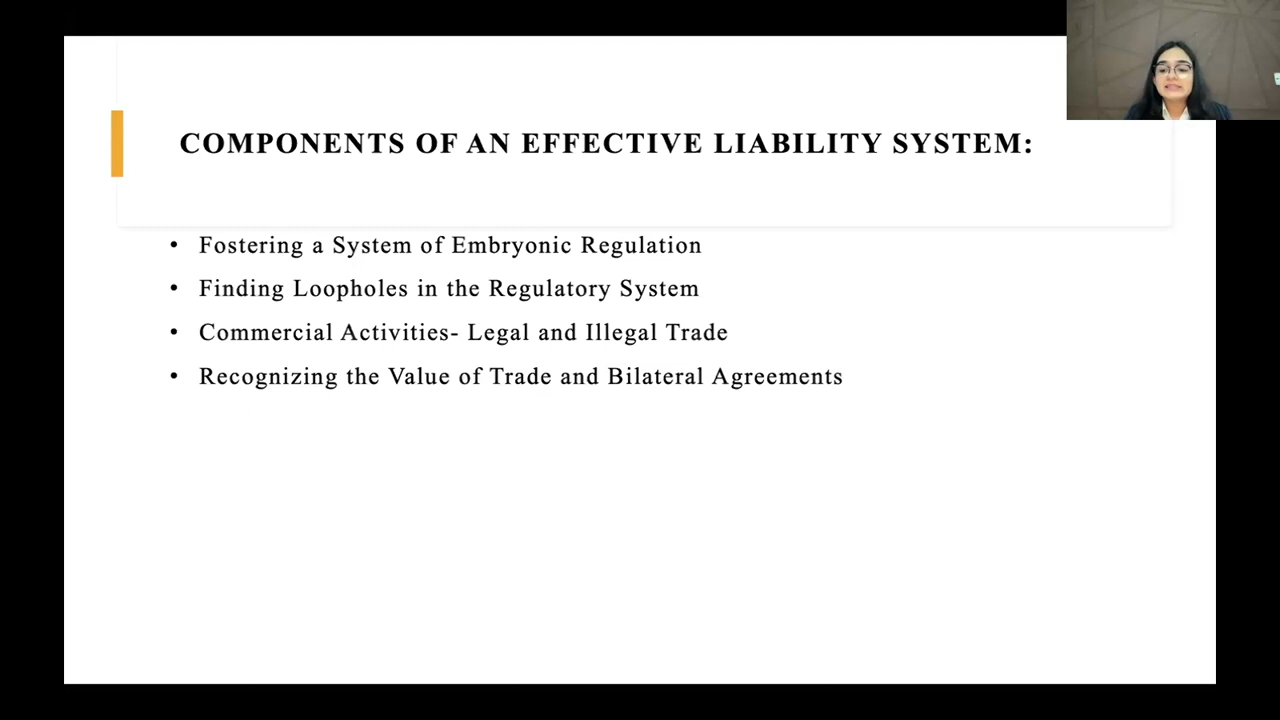 COMPONENTS OF AN EFFECTIVE LIABILITY SYSTEM:
• Fostering a System of Embryonic Regulation
• Finding Loopholes in the Regulatory System
• Commercial Activities- Legal and Illegal Trade
• Recognizing the Value of Trade and Bilateral Agreements